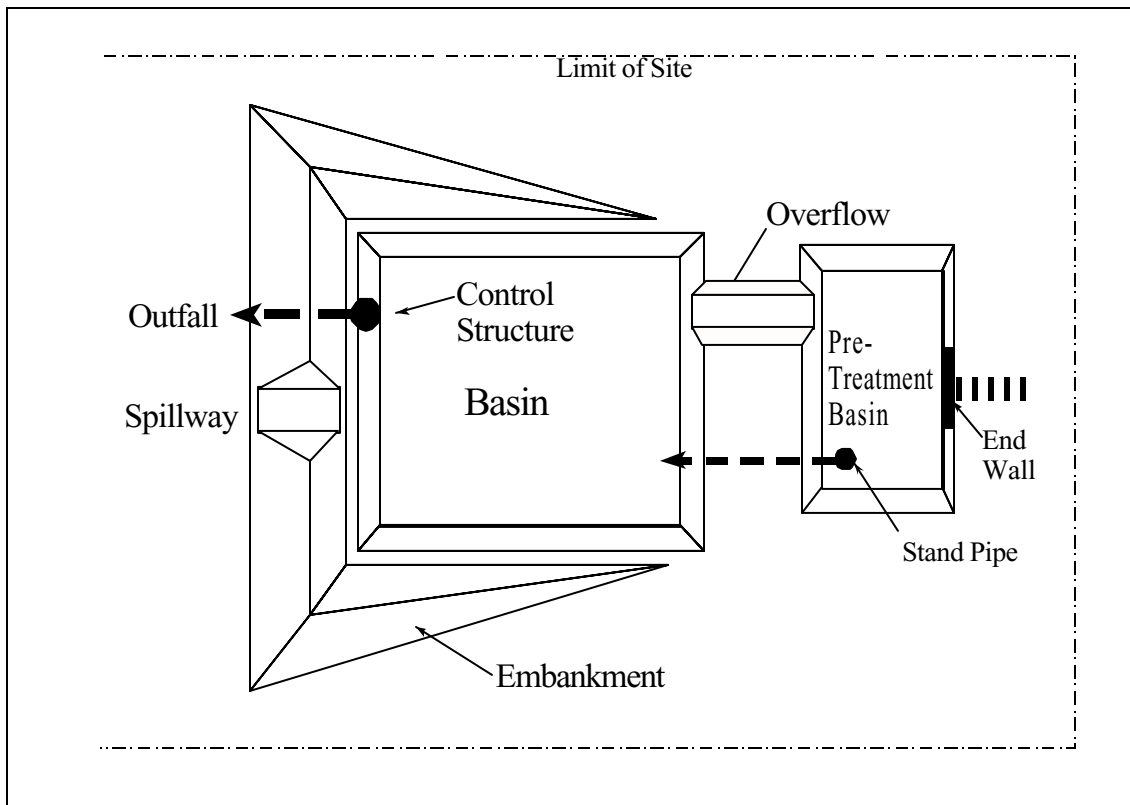 Limit of Site
Overflow
Outfall
Control
Structure
Pre-
Treatment
Basin
Basin
Spillway
End
Wall
Stand Pipe
Embankment